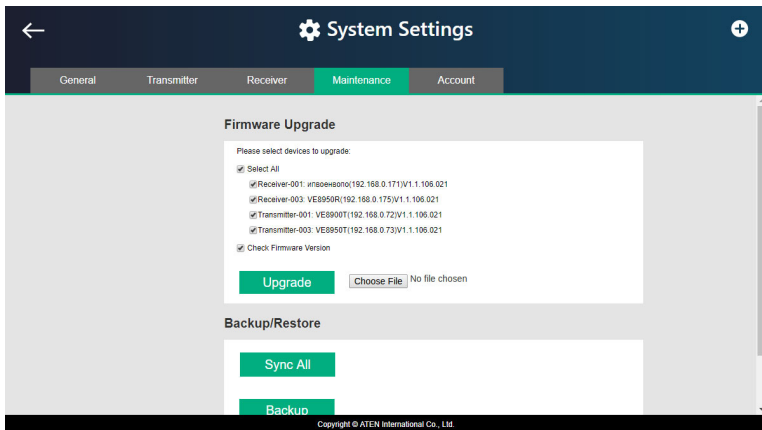 System Settings
General Transmitter Receiver Maintenance Account
Firmware Upgrade
Please select devices to upgrade:
Select All
Receiver-001: ипвоенвопо(192.168.0.171)V1.1.106.021
Receiver-003: VE8950R(192.168.0.175)V1.1.106.021
Transmitter-001: VE8900T(192.168.0.72)V1.1.106.021
Transmitter-003: VE8950T(192.168.0.73)V1.1.106.021
Check Firmware Version
Upgrade Choose File No file chosen
Backup/Restore
Sync All
Backup
Copyright © ATEN International Co., Ltd.